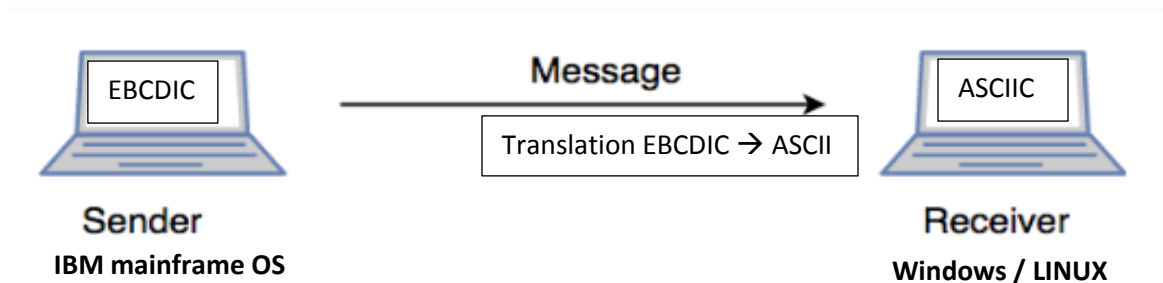 EBCDIC
Message
ASCIIC
Translation EBCDIC → ASCII
Sender
Receiver
IBM mainframe OS
Windows / LINUX